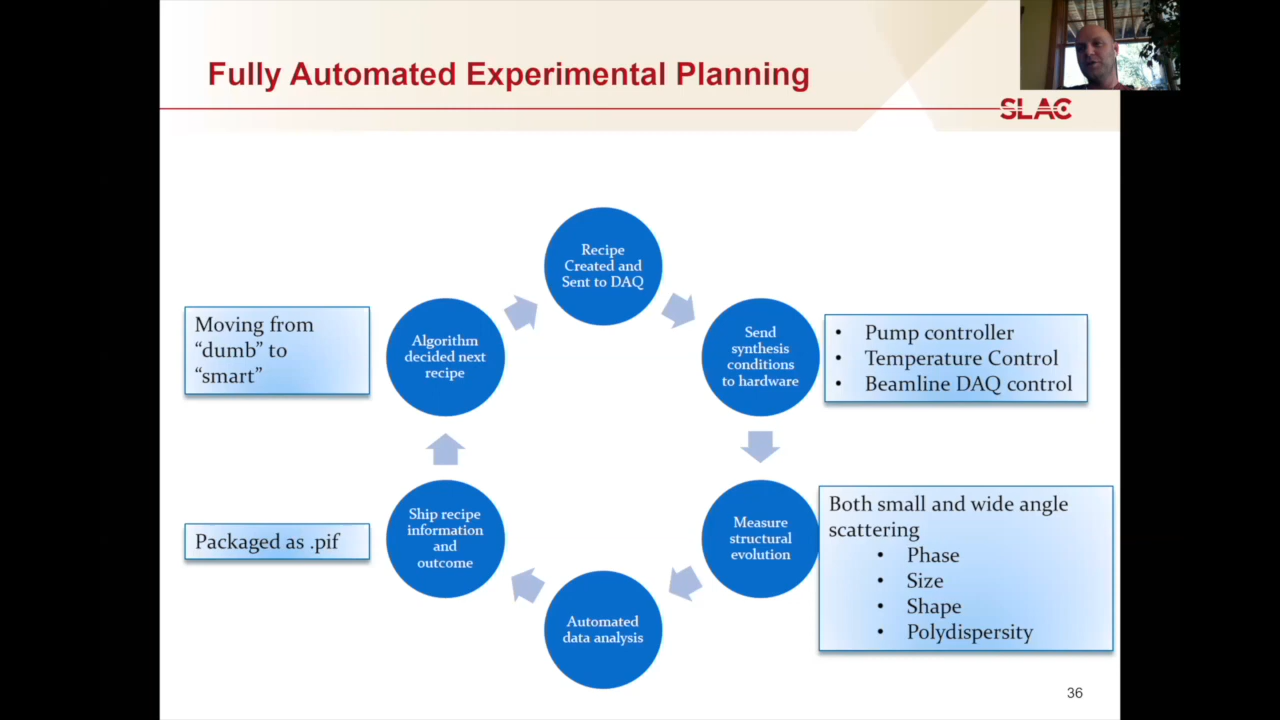 Fully Automated Experimental Planning
SLAC
Recipe
Created and
Sent to DAQ
Send
synthesis
conditions
to hardware
• Pump controller
• Temperature Control
• Beamline DAQ control
Measure
structural
evolution
Both small and wide angle
scattering
• Phase
• Size
• Shape
• Polydispersity
Automated
data analysis
Ship recipe
information
and
outcome
Packaged as .pif
Algorithm
decided next
recipe
Moving from
“dumb” to
“smart”
36